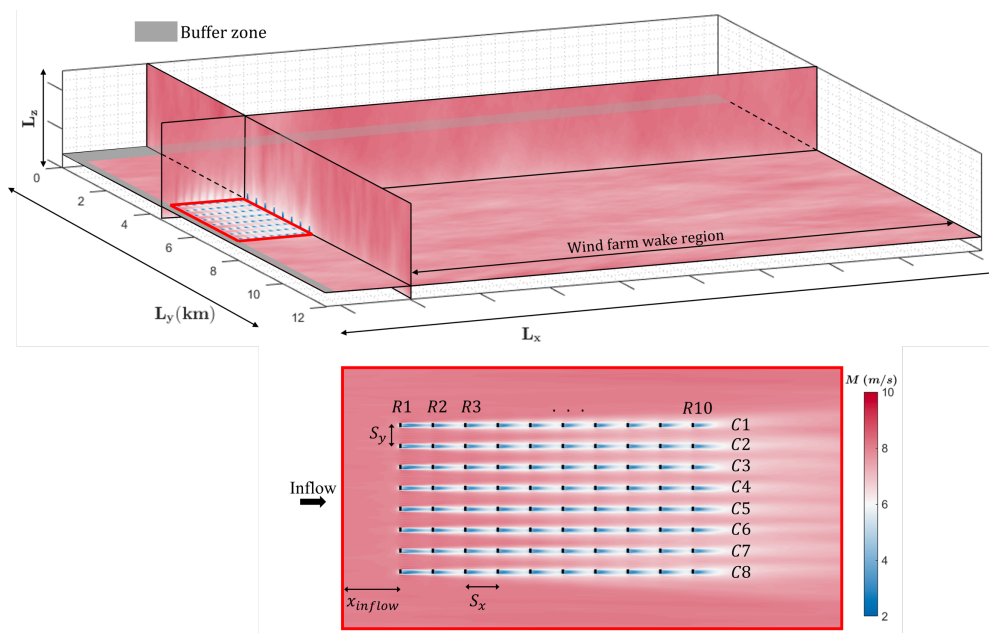 Buffer zone
L_z
0
2
4
6
8
10
12
L_y(km)
Wind farm wake region
L_x
M (m/s)
10
8
6
4
2
R1 R2 R3 . . . R10
C1
S_y
C2
C3
C4
Inflow
C5
C6
C7
C8
x_inflow
S_x